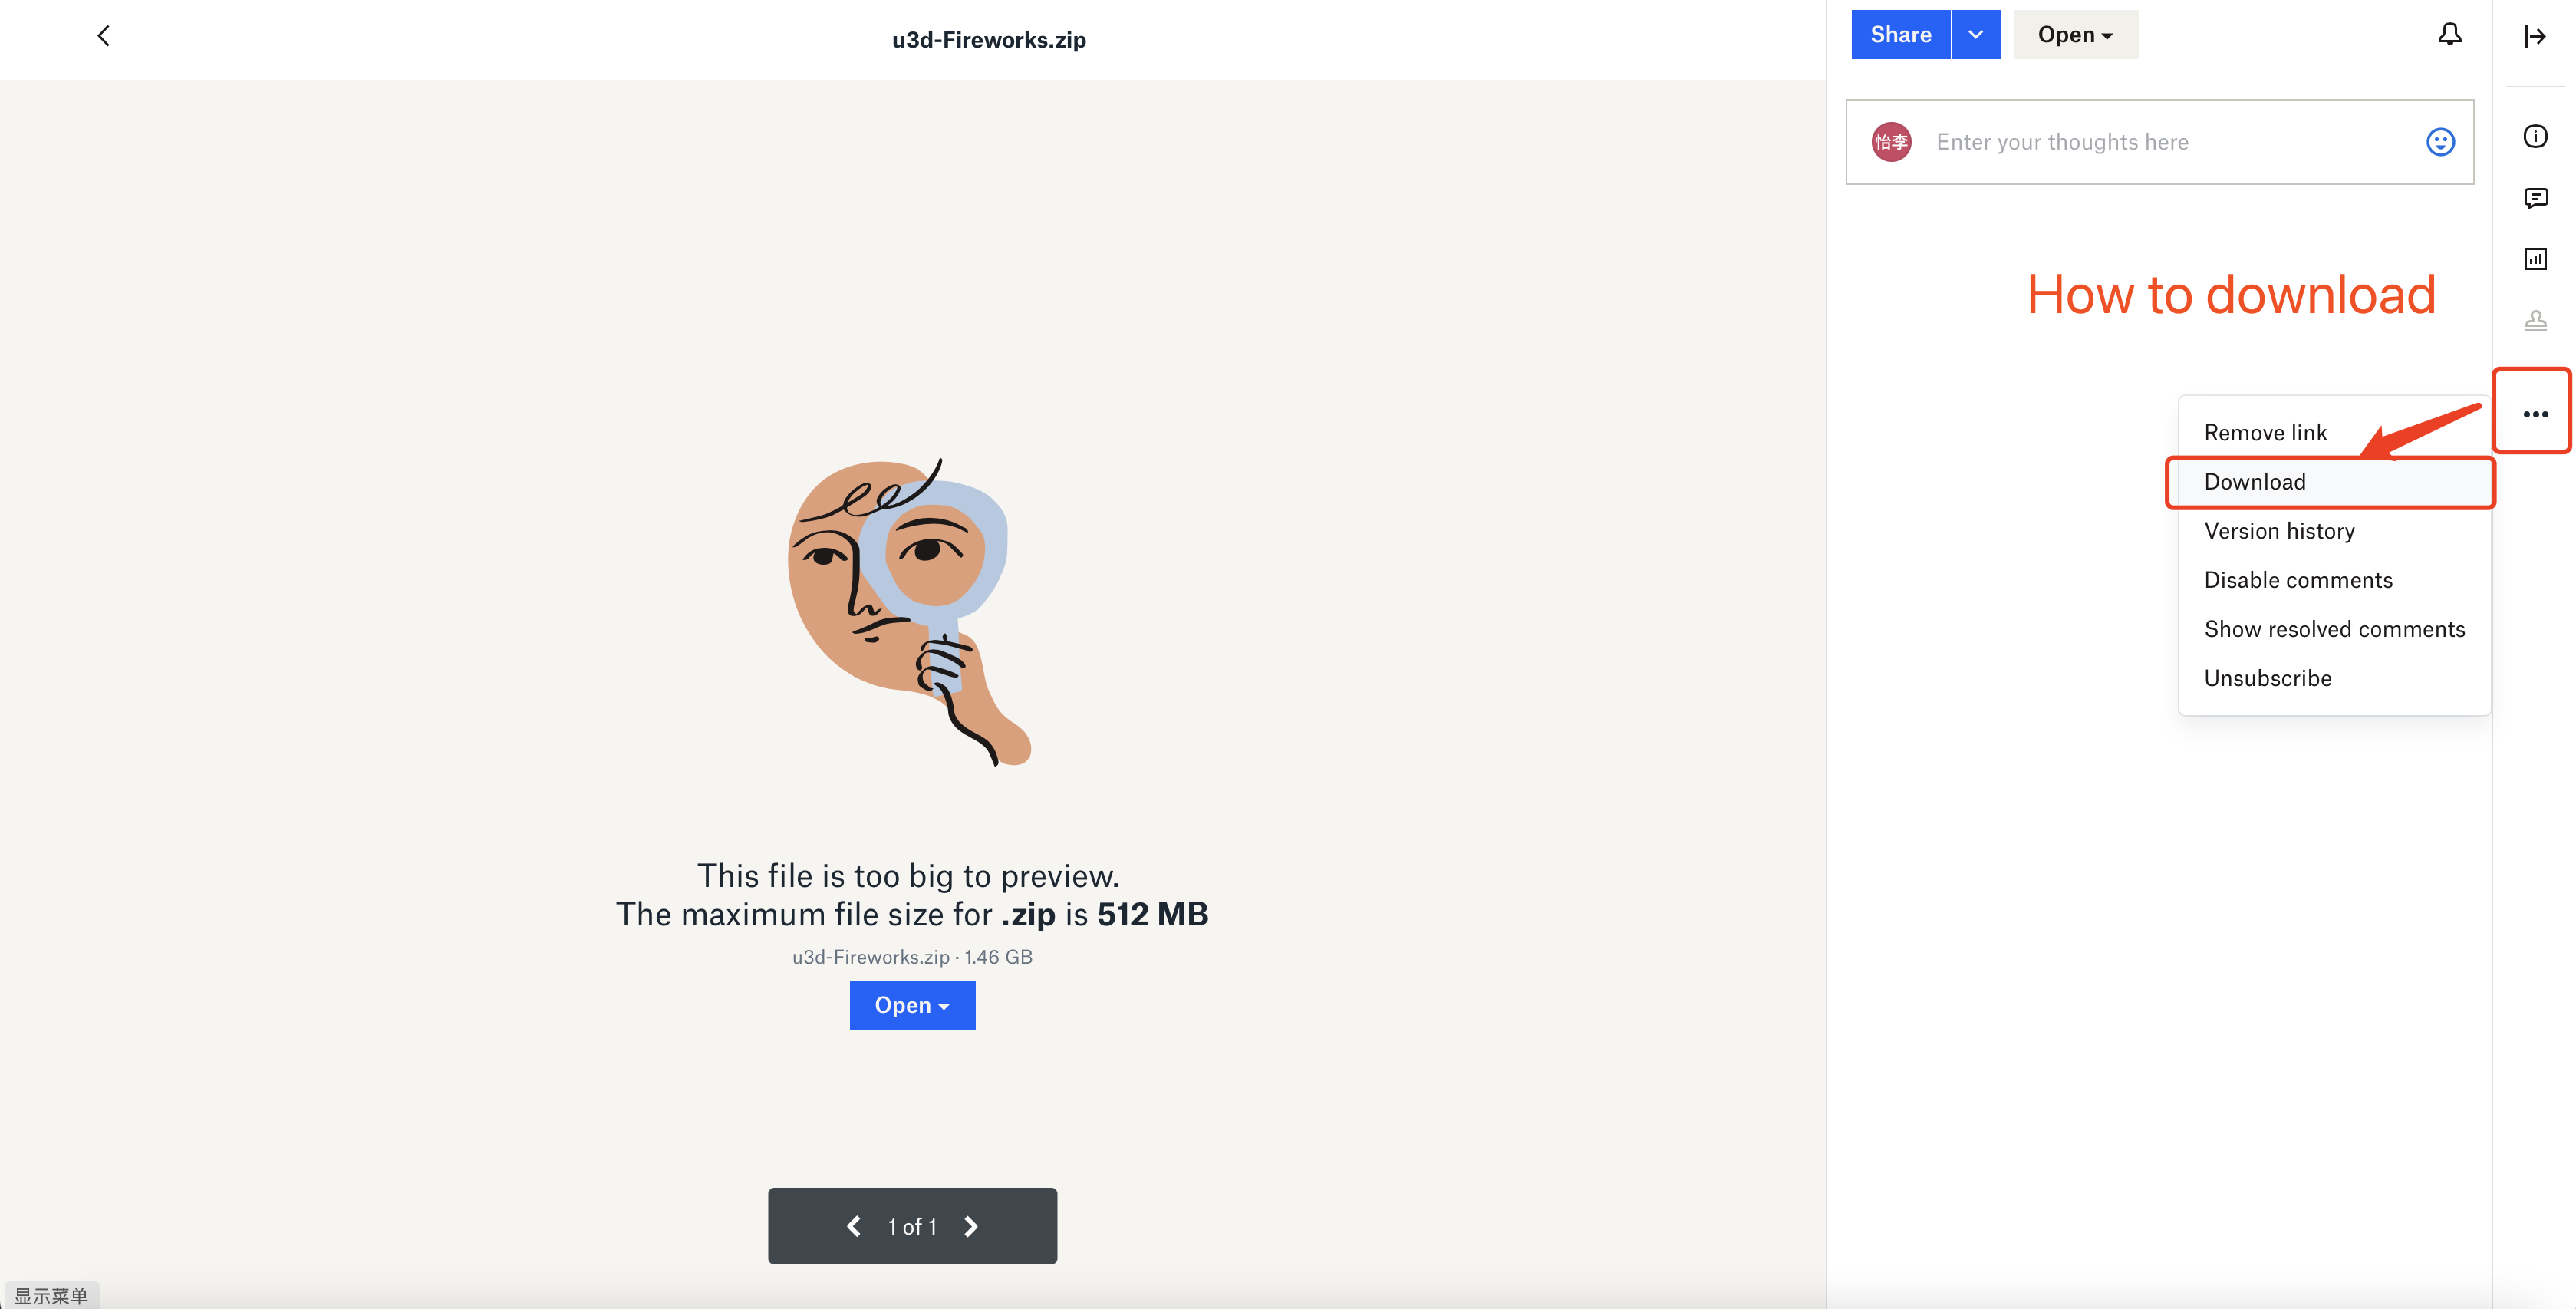 u3d-Fireworks.zip
Share
Open
怡李
Enter your thoughts here
How to download
Remove link
Download
Version history
Disable comments
Show resolved comments
Unsubscribe
This file is too big to preview.
The maximum file size for .zip is 512 MB
u3d-Fireworks.zip · 1.46 GB
Open
1 of 1
显示菜单